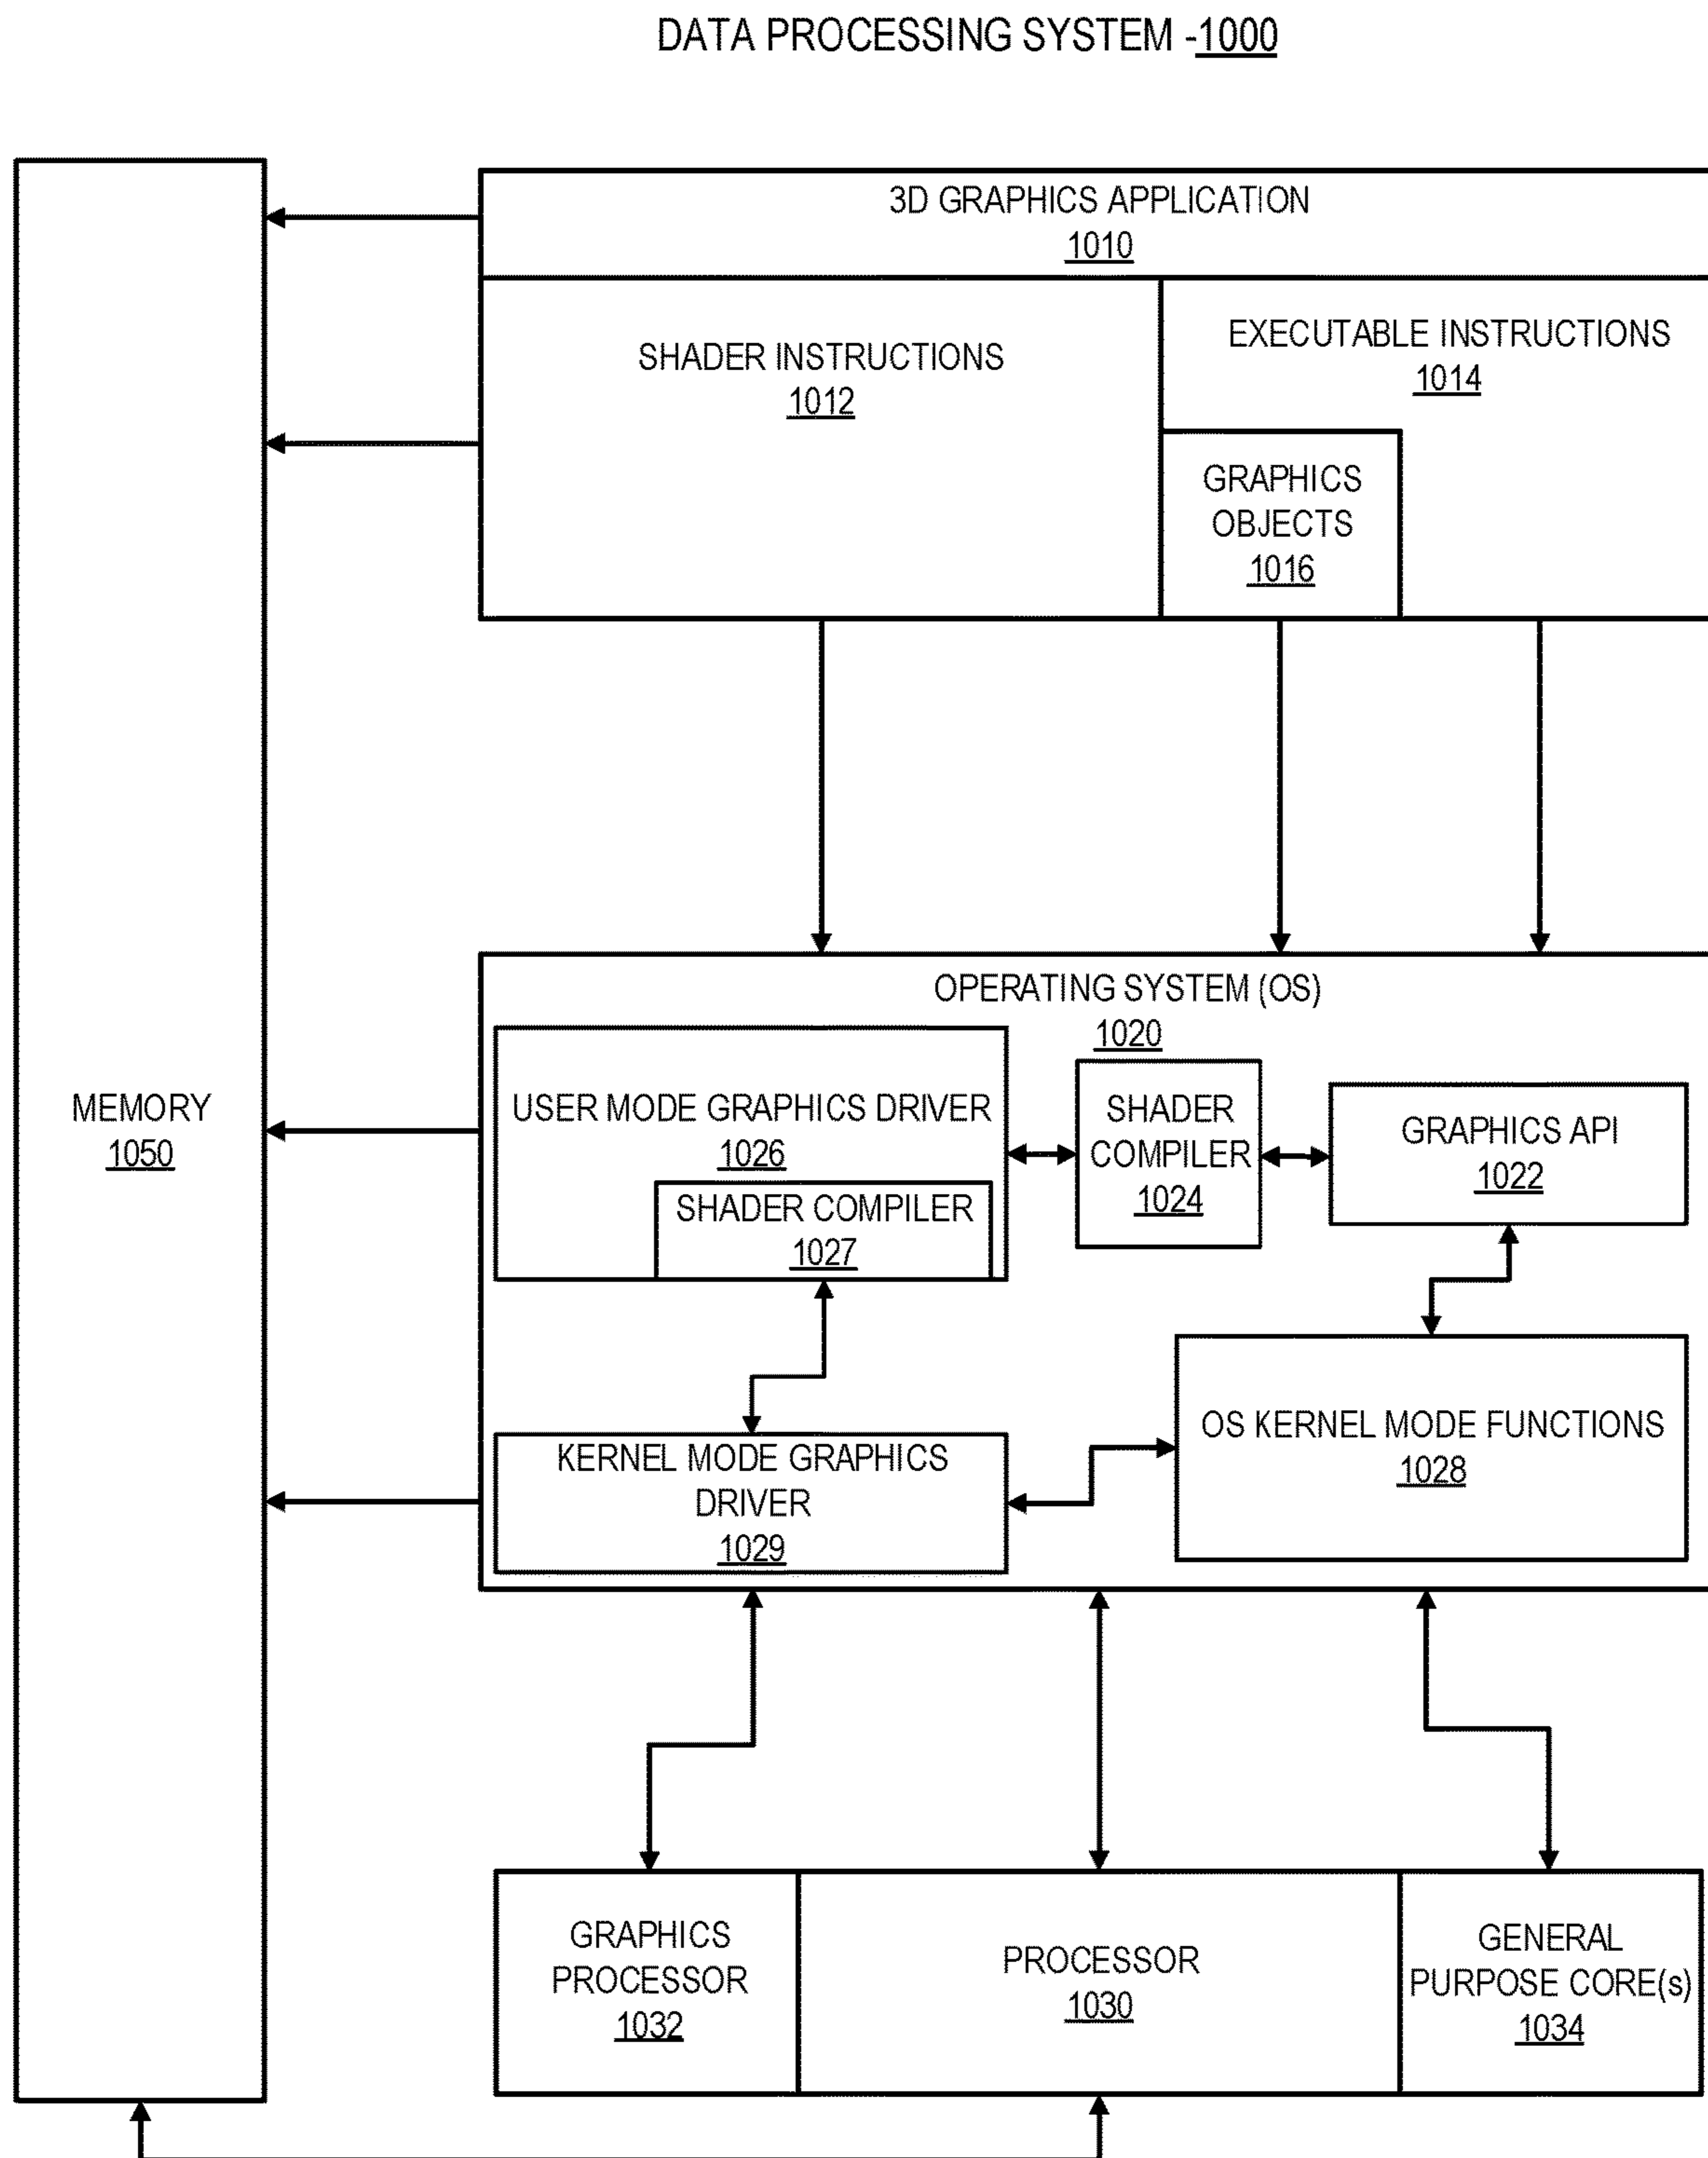 DATA PROCESSING SYSTEM -1000
3D GRAPHICS APPLICATION
1010
SHADER INSTRUCTIONS
1012
EXECUTABLE INSTRUCTIONS
1014
GRAPHICS
OBJECTS
1016
MEMORY
1050
OPERATING SYSTEM (OS)
1020
USER MODE GRAPHICS DRIVER
1026
SHADER COMPILER
1027
SHADER
COMPILER
1024
GRAPHICS API
1022
KERNEL MODE GRAPHICS
DRIVER
1029
OS KERNEL MODE FUNCTIONS
1028
GRAPHICS
PROCESSOR
1032
PROCESSOR
1030
GENERAL
PURPOSE CORE(s)
1034